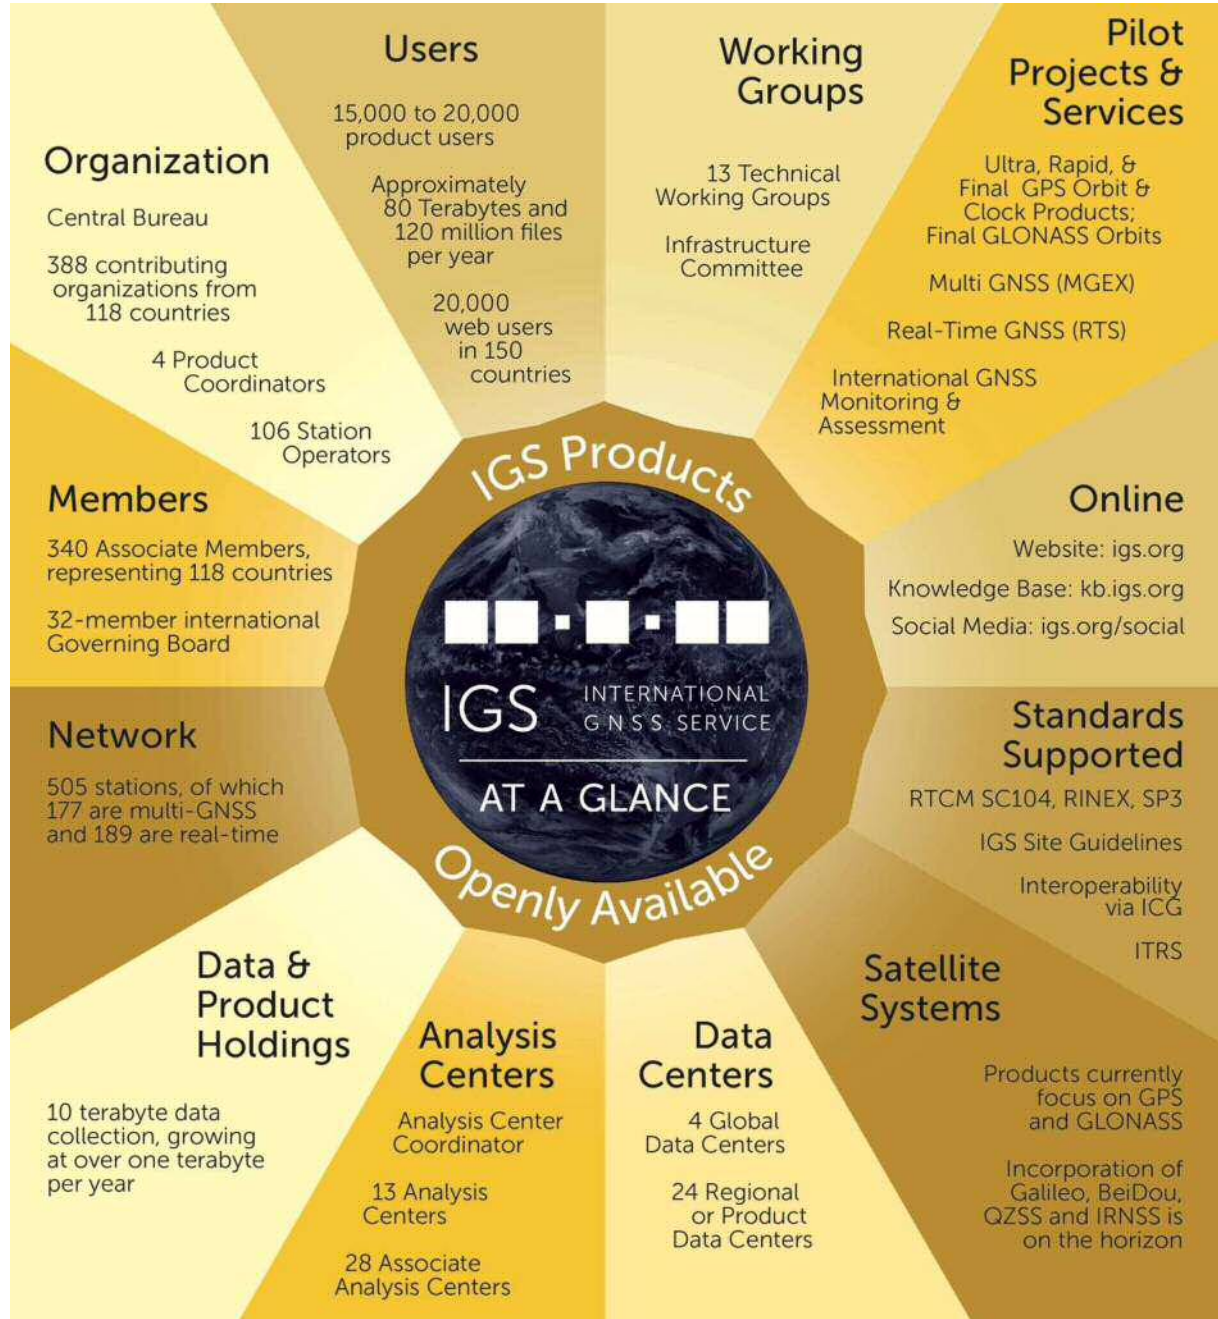 Users
15,000 to 20,000
product users
Approximately
80 Terabytes and
120 million files
per year
20,000
web users
in 150
countries
Working
Groups
13 Technical
Working Groups
Infrastructure
Committee
Pilot
Projects &
Services
Ultra, Rapid, &
Final GPS Orbit &
Clock Products;
Final GLONASS Orbits
Multi GNSS (MGEX)
Real-Time GNSS (RTS)
International GNSS
Monitoring &
Assessment
Organization
Central Bureau
388 contributing
organizations from
118 countries
4 Product
Coordinators
106 Station
Operators
Members
340 Associate Members,
representing 118 countries
32-member international
Governing Board
Online
Website: igs.org
Knowledge Base: kb.igs.org
Social Media: igs.org/social
IGS Products
IGS
INTERNATIONAL
G N S S SERVICE
AT A GLANCE
Openly Available
Network
505 stations, of which
177 are multi-GNSS
and 189 are real-time
Standards
Supported
RTCM SC104, RINEX, SP3
IGS Site Guidelines
Interoperability
via ICG
ITRS
Data &
Product
Holdings
10 terabyte data
collection, growing
at over one terabyte
per year
Analysis
Centers
Analysis Center
Coordinator
13 Analysis
Centers
28 Associate
Analysis Centers
Data
Centers
4 Global
Data Centers
24 Regional
or Product
Data Centers
Satellite
Systems
Products currently
focus on GPS
and GLONASS
Incorporation of
Galileo, BeiDou,
QZSS and IRNSS is
on the horizon